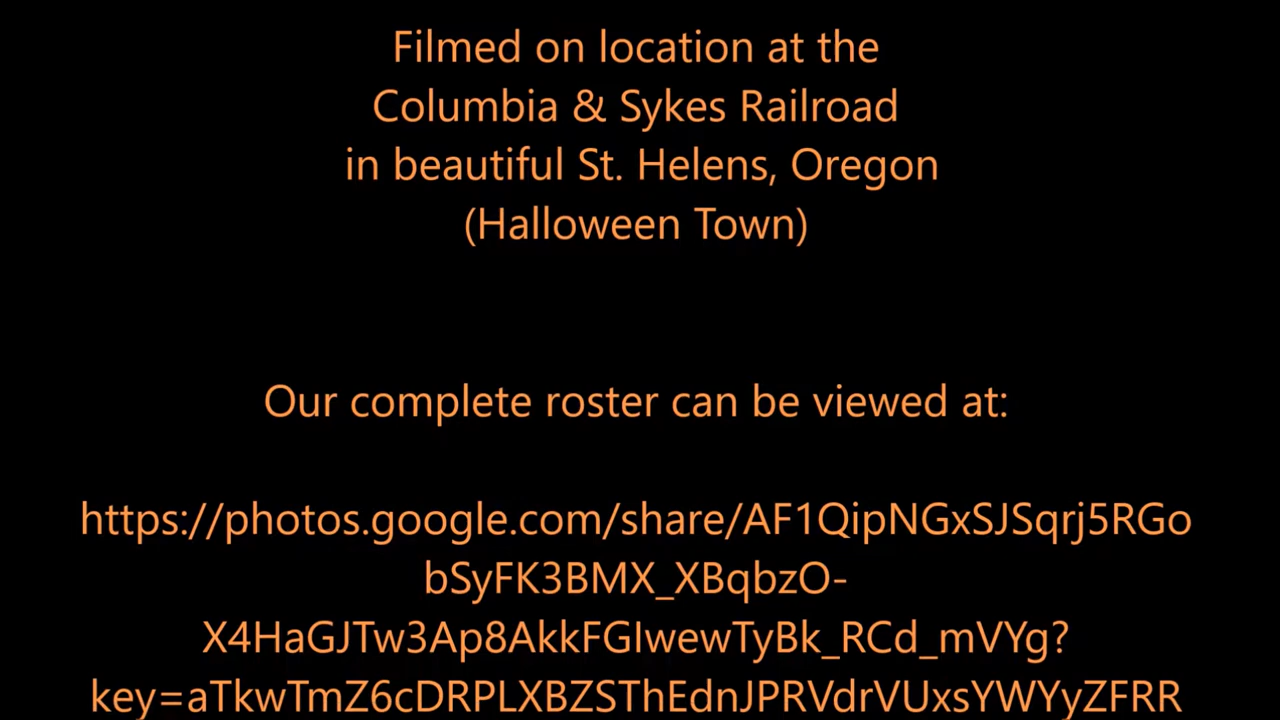 Filmed on location at the
Columbia & Sykes Railroad
in beautiful St. Helens, Oregon
(Halloween Town)
Our complete roster can be viewed at:
https://photos.google.com/share/AF1QipNGxSJSqrj5RGo
bSyFK3BMX_XBqbzO-
X4HaGJTw3Ap8AkkFGIwewTyBk_RCd_mVYg?
key=aTkwTmZ6cDRPLXBZSThEdnJPRVdrVUxsYWYyZFRR